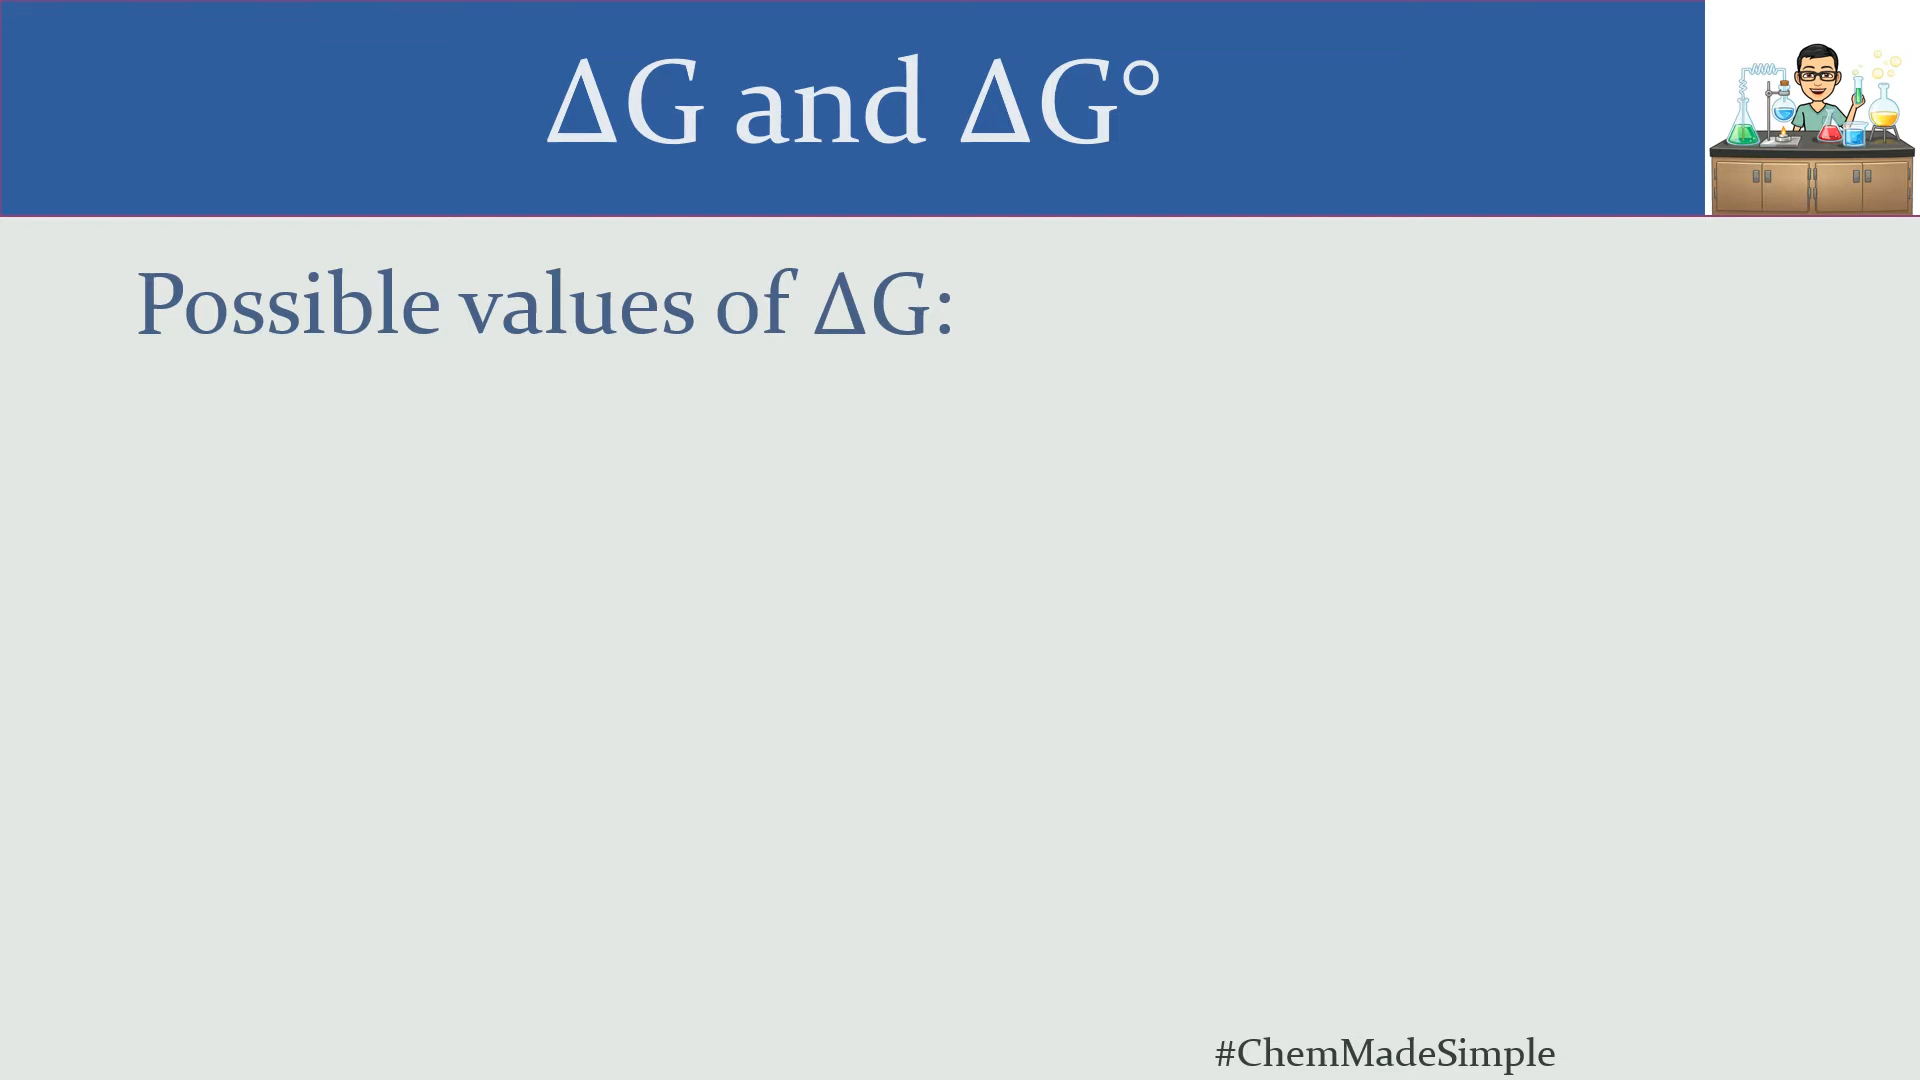 ΔG and ΔG°
Possible values of ΔG:
#ChemMadeSimple